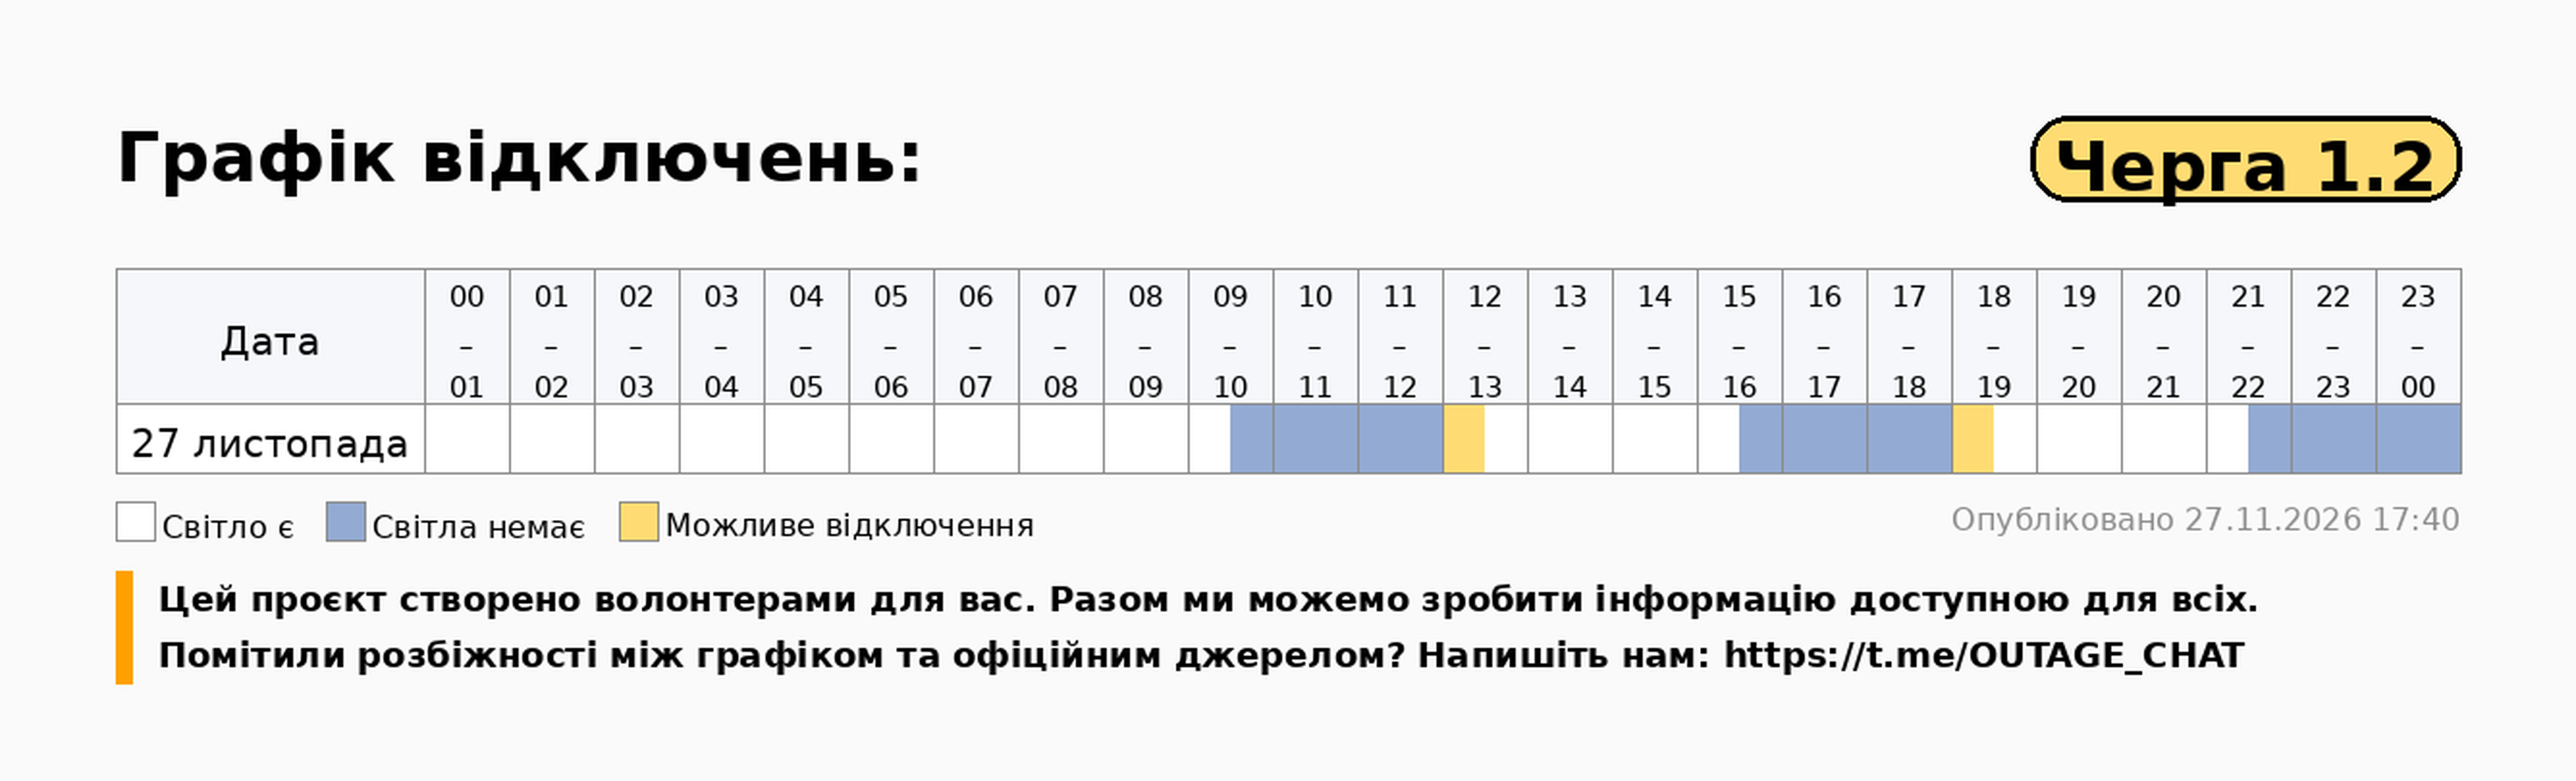 Графік відключень:
Черга 1.2
Дата 00 – 01 01 – 02 02 – 03 03 – 04 04 – 05 05 – 06 06 – 07 07 – 08 08 – 09 09 – 10 10 – 11 11 – 12 12 – 13 13 – 14 14 – 15 15 – 16 16 – 17 17 – 18 18 – 19 19 – 20 20 – 21 21 – 22 22 – 23 23 – 00
27 листопада
Світло є Світла немає Можливе відключення
Опубліковано 27.11.2026 17:40
Цей проєкт створено волонтерами для вас. Разом ми можемо зробити інформацію доступною для всіх.
Помітили розбіжності між графіком та офіційним джерелом? Напишіть нам: https://t.me/OUTAGE_CHAT